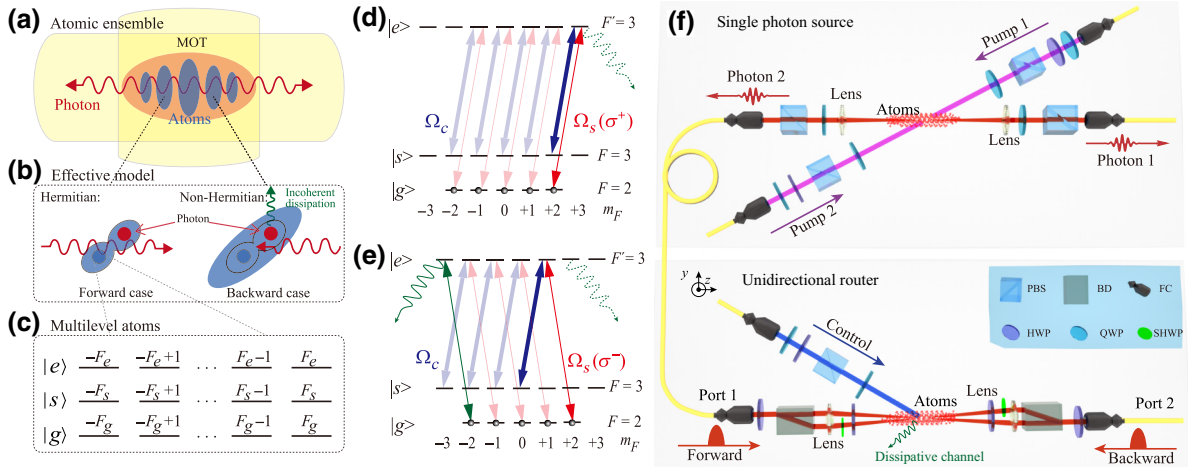 (a)
Atomic ensemble
MOT
Photon
Atoms
(b)
Effective model
Hermitian:
Non-Hermitian:
Incoherent
dissipation
Photon
Forward case
Backward case
(c)
Multilevel atoms
|e⟩ −Fe −Fe+1 ··· Fe−1 Fe
|s⟩ −Fs −Fs+1 ··· Fs−1 Fs
|g⟩ −Fg −Fg+1 ··· Fg−1 Fg
(d)
|e> F′= 3
Ωc
Ωs(σ+)
|s> F= 3
|g> F= 2
−3 −2 −1 0 +1 +2 +3 mF
(e)
|e> F′= 3
Ωc
Ωs(σ−)
|s> F= 3
|g> F= 2
−3 −2 −1 0 +1 +2 +3 mF
(f)
Single photon source
Pump 1
Photon 2
Lens
Atoms
Lens
Photon 1
Pump 2
y
z
Unidirectional router
PBS BD FC
HWP QWP SHWP
Control
Port 1
Lens
Atoms
Lens
Port 2
Forward
Dissipative channel
Backward